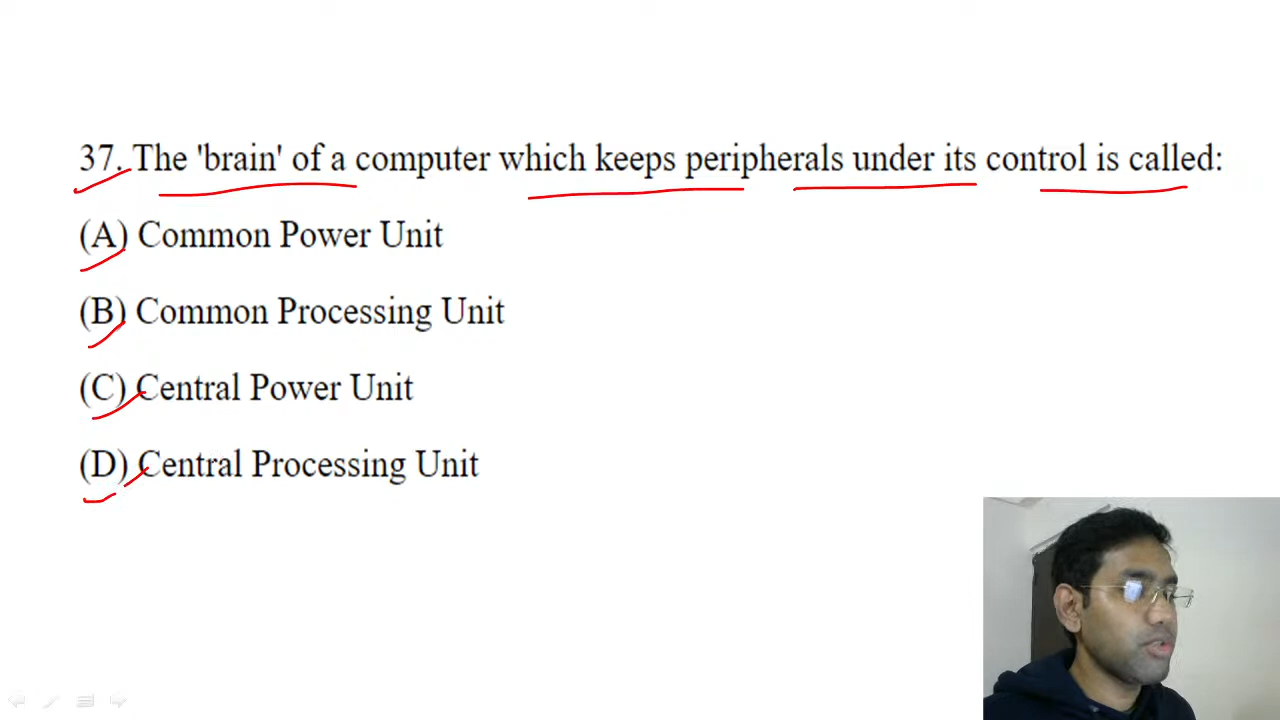 37. The 'brain' of a computer which keeps peripherals under its control is called:
(A) Common Power Unit
(B) Common Processing Unit
(C) Central Power Unit
(D) Central Processing Unit